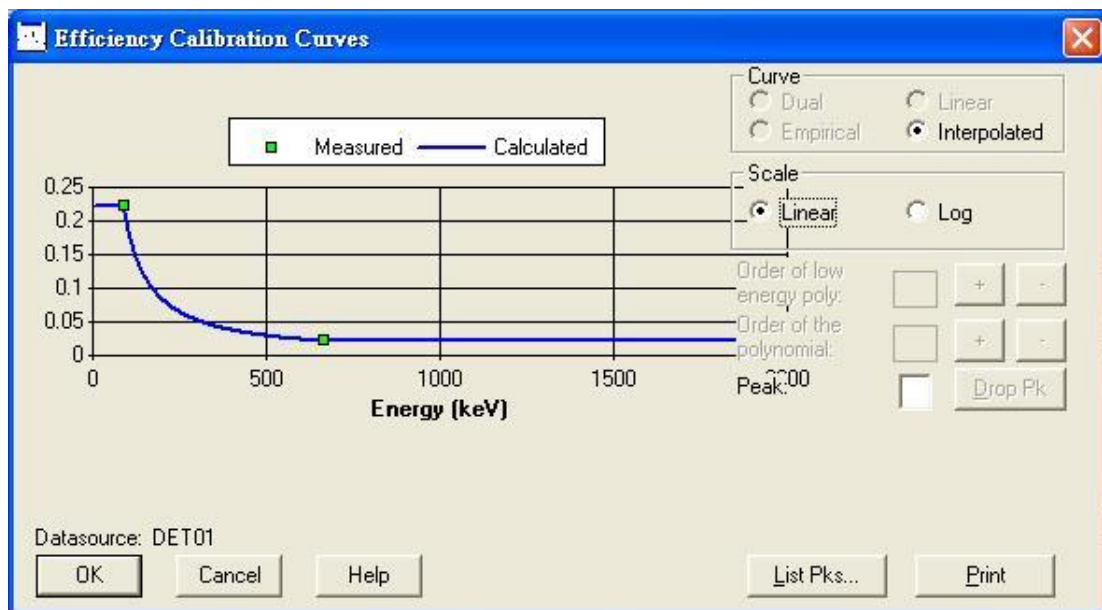 Efficiency Calibration Curves
Measured
Calculated
0.25
0.2
0.15
0.1
0.05
0
0
500
1000
1500
Energy (keV)
Curve
Dual
Linear
Empirical
Interpolated
Scale
Linear
Log
Order of low
energy poly:
+
-
Order of the
polynomial:
+
-
Peak:
Drop Pk
Datasource: DET01
OK
Cancel
Help
List Pks...
Print